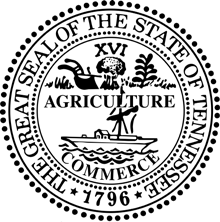 THE GREAT SEAL OF THE STATE OF TENNESSEE
XVI
AGRICULTURE
COMMERCE
1796